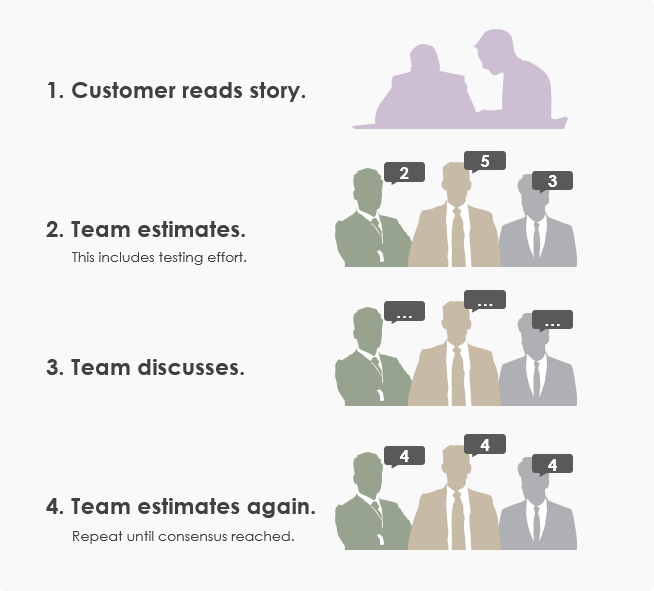 1. Customer reads story.
2 5 3
2. Team estimates.
This includes testing effort.
... ... ...
3. Team discusses.
4 4 4
4. Team estimates again.
Repeat until consensus reached.